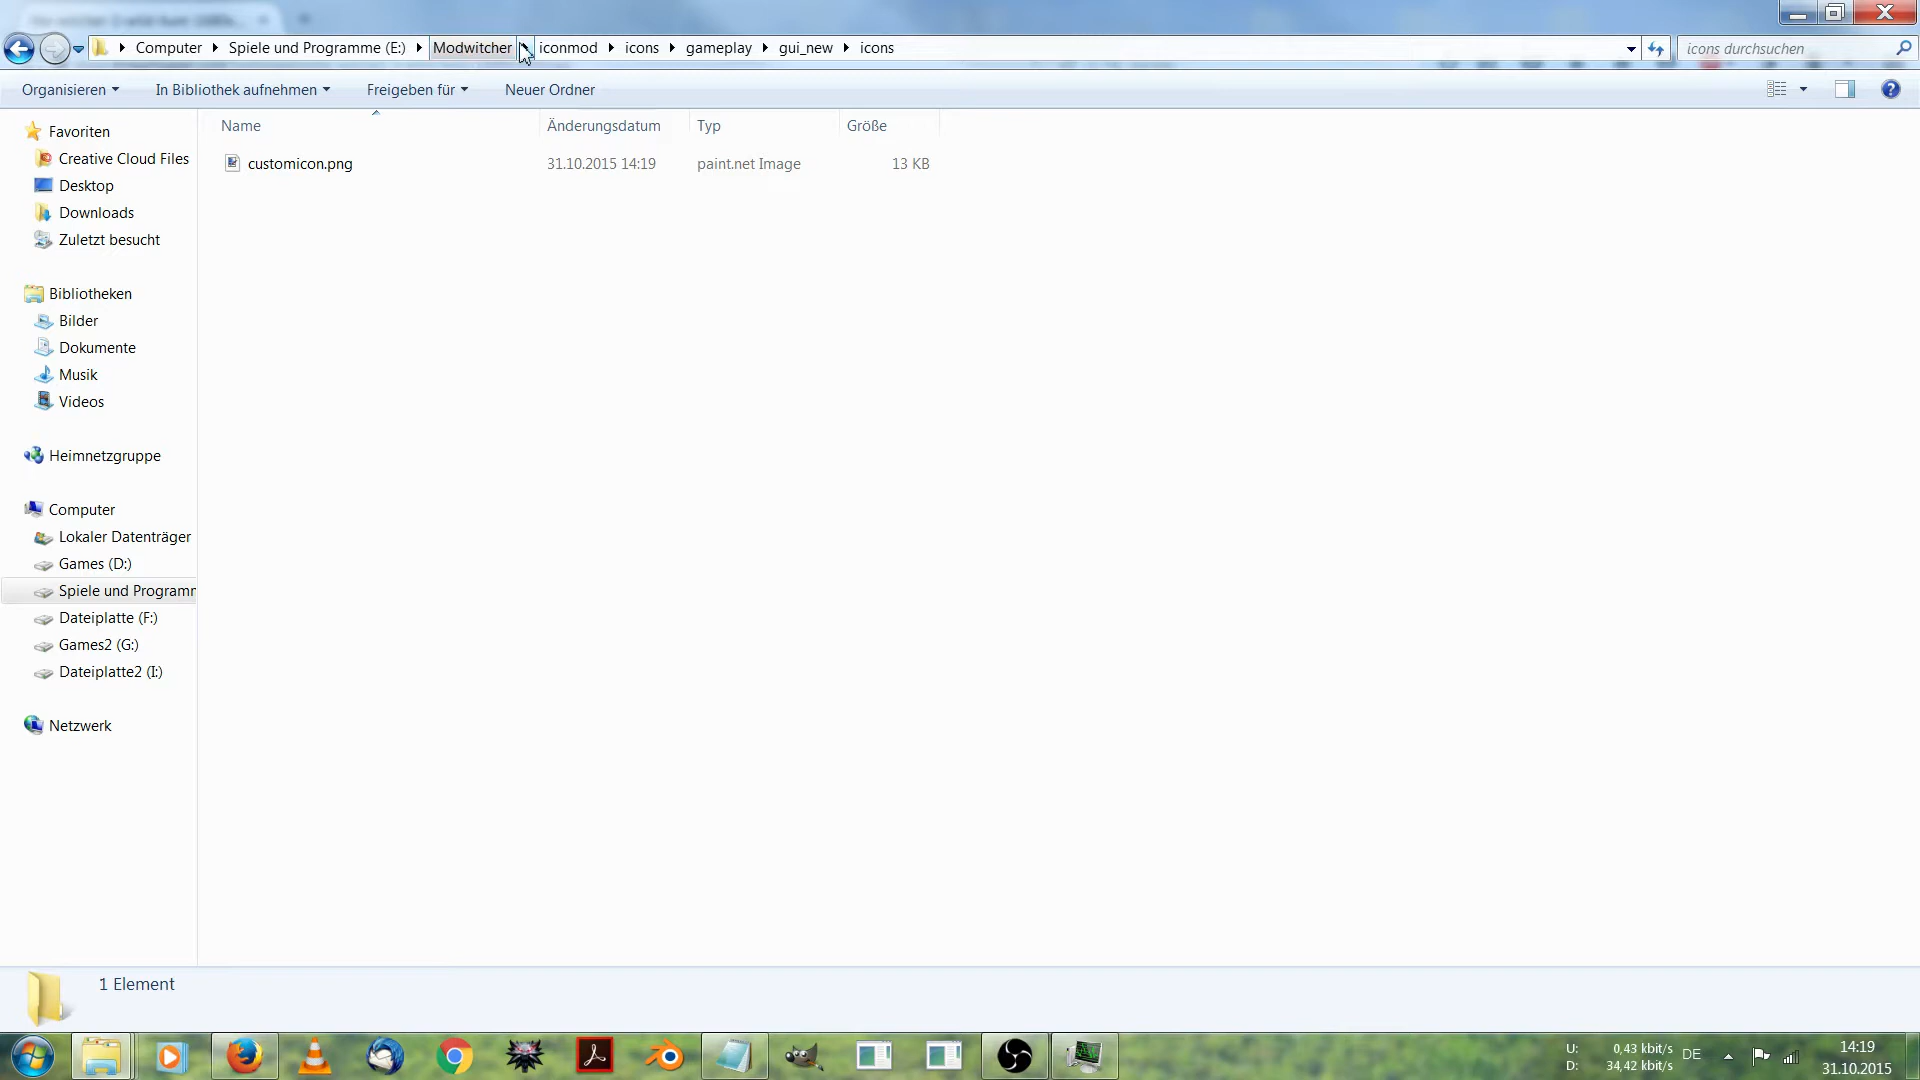 Computer Spiele und Programme (E:) Modwitcher iconmod icons gameplay gui_new icons
icons durchsuchen
Organisieren In Bibliothek aufnehmen Freigeben für Neuer Ordner
Name Änderungsdatum Typ Größe
customicon.png 31.10.2015 14:19 paint.net Image 13 KB
Favoriten
Creative Cloud Files
Desktop
Downloads
Zuletzt besucht
Bibliotheken
Bilder
Dokumente
Musik
Videos
Heimnetzgruppe
Computer
Lokaler Datenträger
Games (D:)
Spiele und Programm
Dateiplatte (F:)
Games2 (G:)
Dateiplatte2 (I:)
Netzwerk
1 Element
U: 0,43 kbit/s
D: 34,42 kbit/s
DE
14:19
31.10.2015